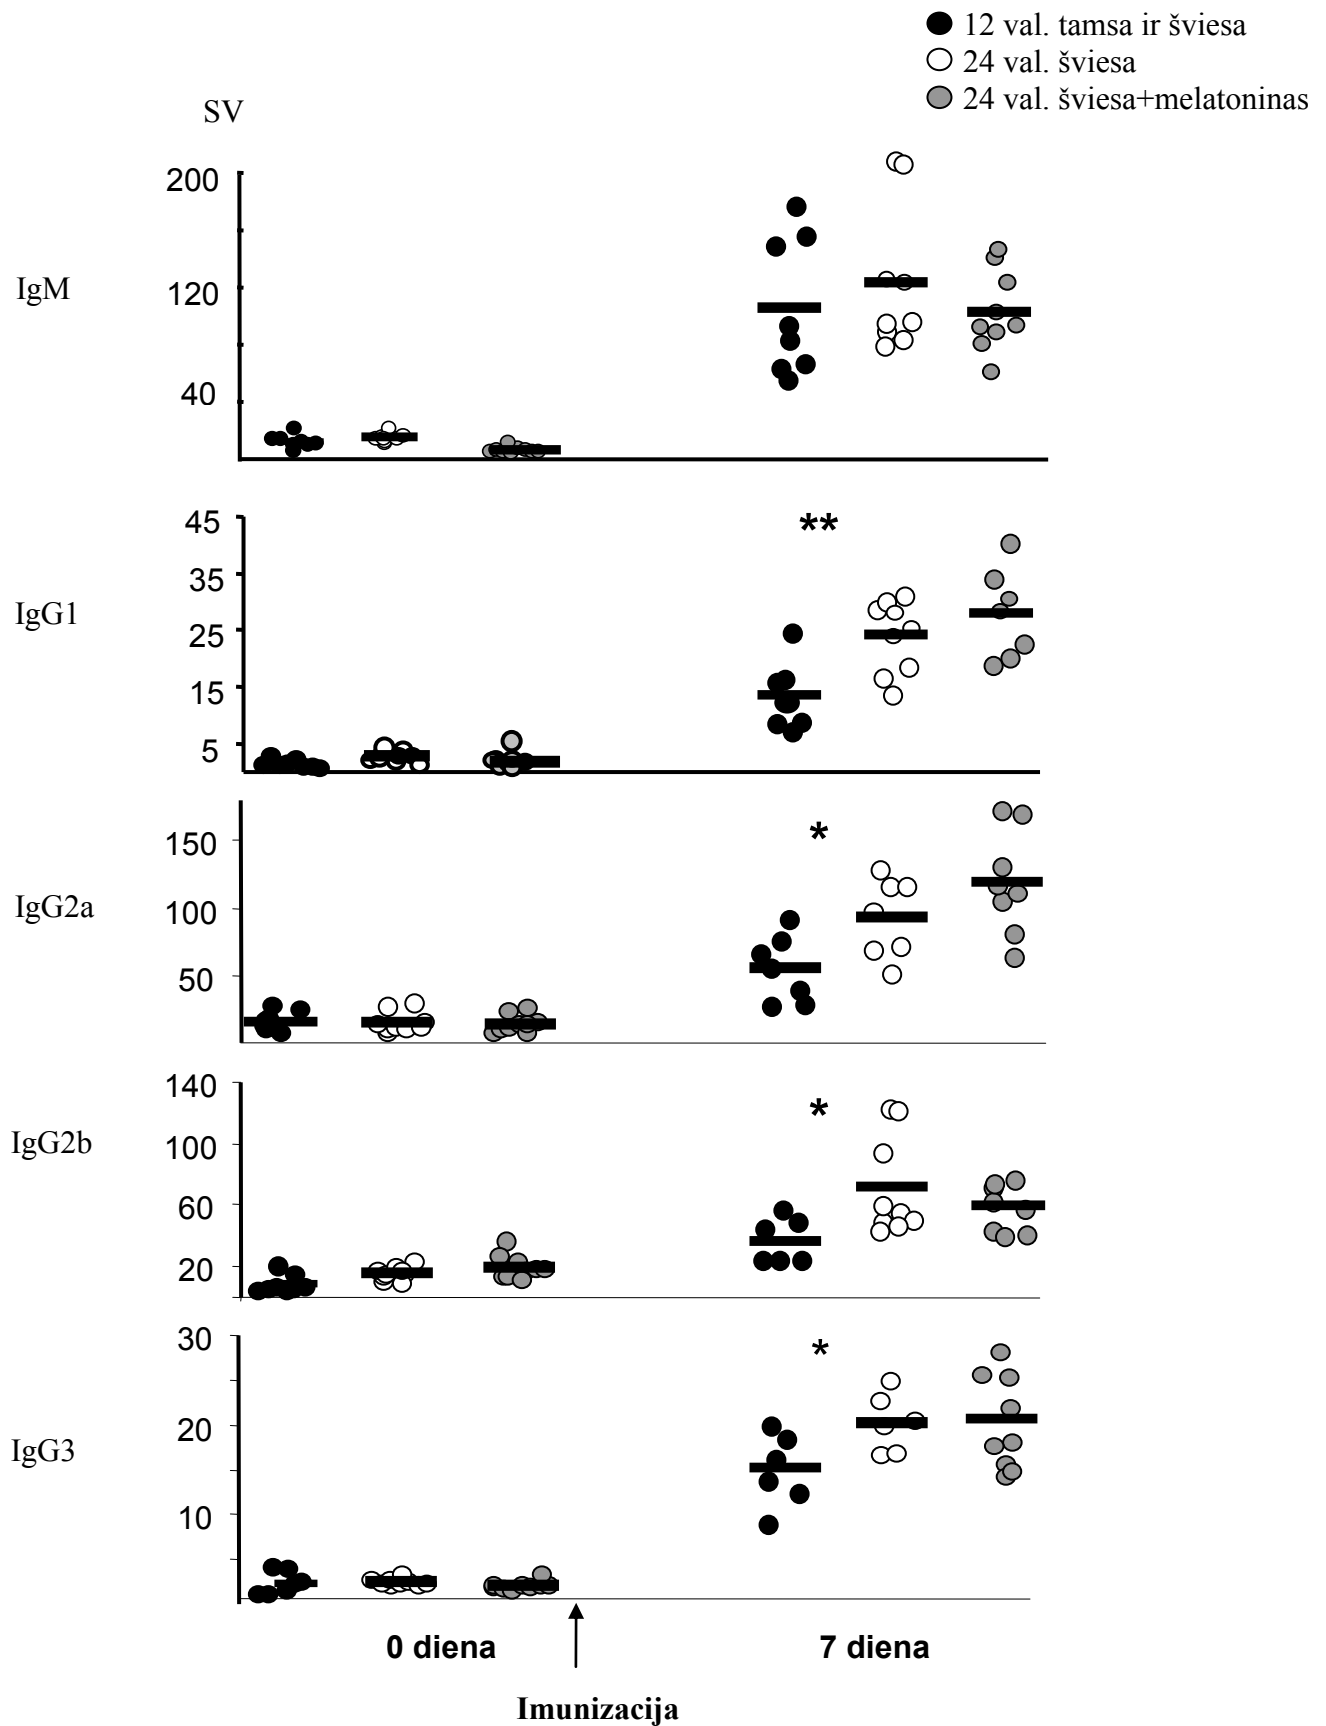 12 val. tamsa ir šviesa
24 val. šviesa
24 val. šviesa+melatoninas
SV
200
IgM
120
40
45
**
35
IgG1
25
15
5
*
150
IgG2a
100
50
140
*
IgG2b
100
60
20
30
*
20
IgG3
10
0 diena
7 diena
Imunizacija